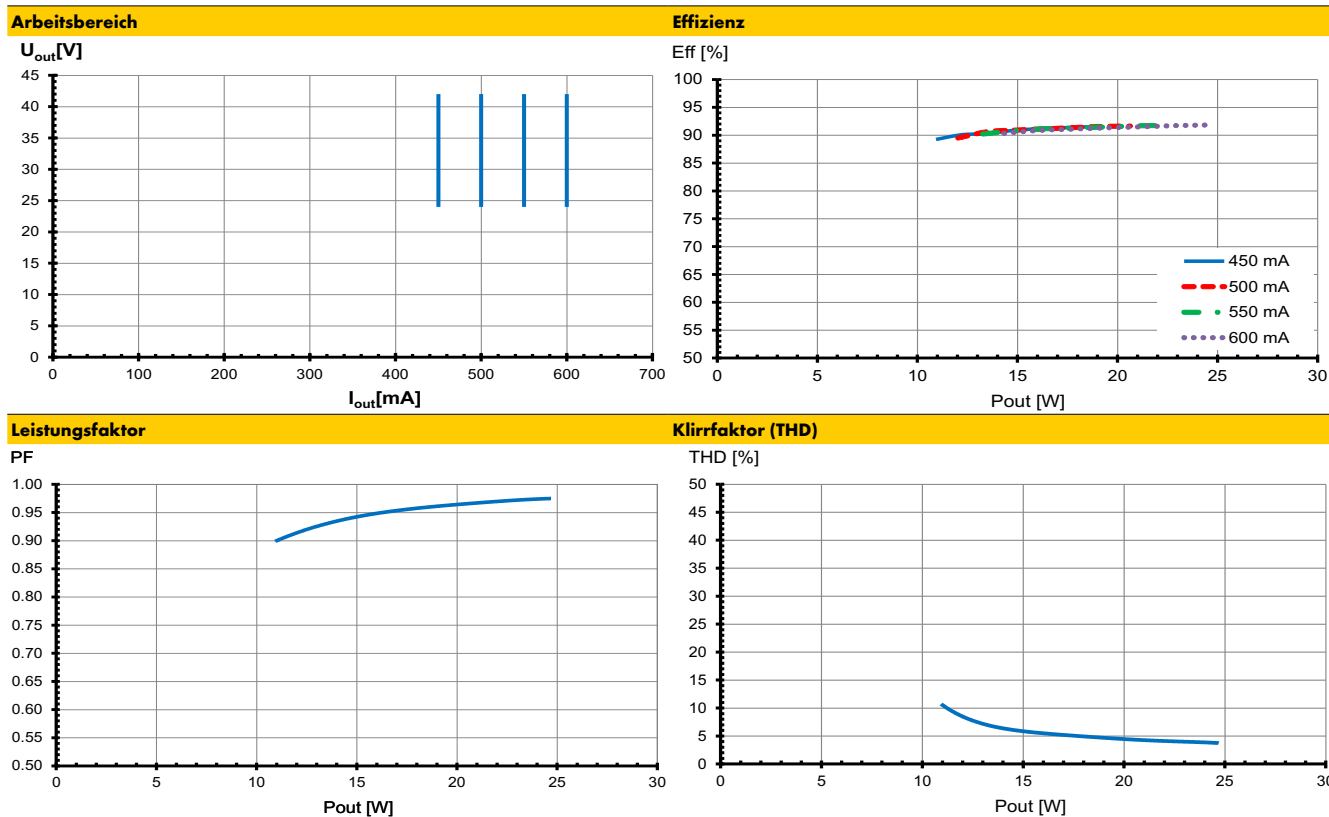 Arbeitsbereich
U_out[V]
45
40
35
30
25
20
15
10
5
0
0 100 200 300 400 500 600 700
I_out[mA]
Effizienz
Eff [%]
100
95
90
85
80
75
70
65
60
55
50
450 mA
500 mA
550 mA
600 mA
0 5 10 15 20 25 30
Pout [W]
Leistungsfaktor
PF
1.00
0.95
0.90
0.85
0.80
0.75
0.70
0.65
0.60
0.55
0.50
0 5 10 15 20 25 30
Pout [W]
Klirrfaktor (THD)
THD [%]
50
45
40
35
30
25
20
15
10
5
0
0 5 10 15 20 25 30
Pout [W]